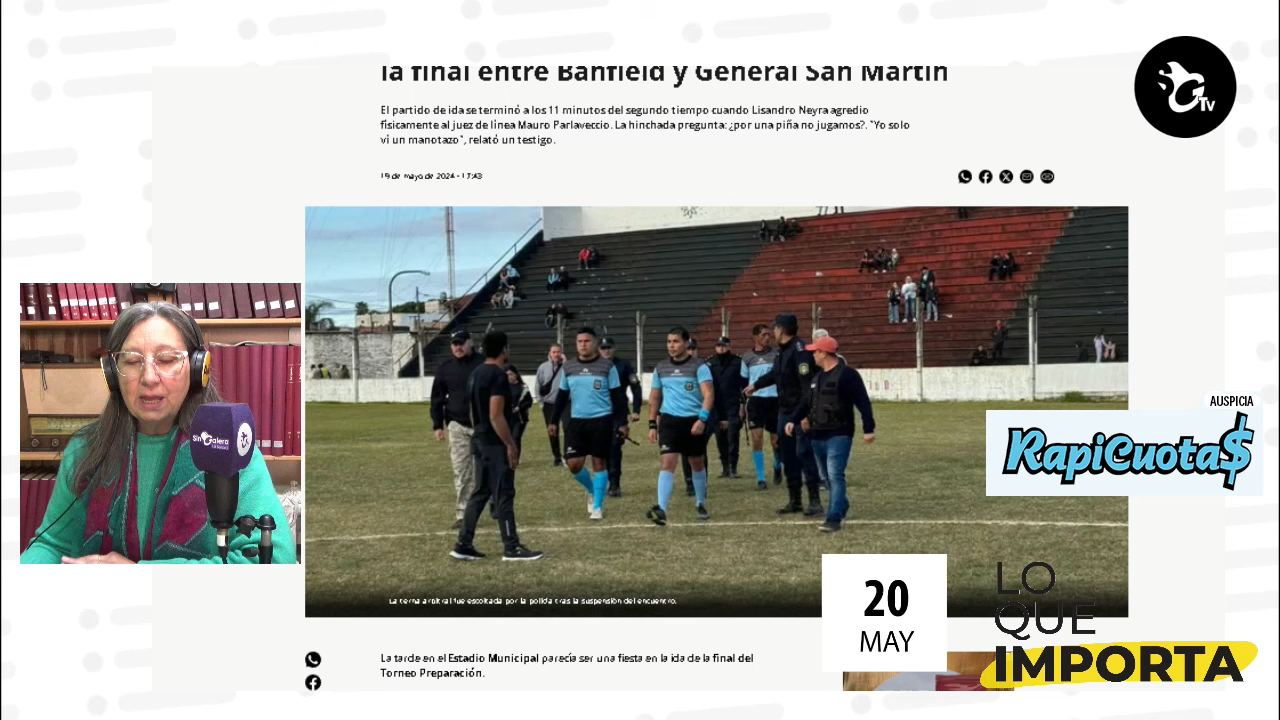 la final entre Banfield y General San Martín
El partido de ida se terminó a los 11 minutos del segundo tiempo cuando Lisandro Neyra agredio
físicamente al juez de línea Mauro Parlaveccio. La hinchada pregunta: ¿por una piña no jugamos?. "Yo solo
vi un manotazo", relató un testigo.
19 de mayo de 2024 - 17:43
G TV
Sin Galera
AUSPICIA
RapiCuota$
La terna arbitral fue escoltada por la policía tras la suspensión del encuentro.
20
MAY
LO
QUE
IMPORTA
La tarde en el Estadio Municipal parecía ser una fiesta en la ida de la final del
Torneo Preparación.